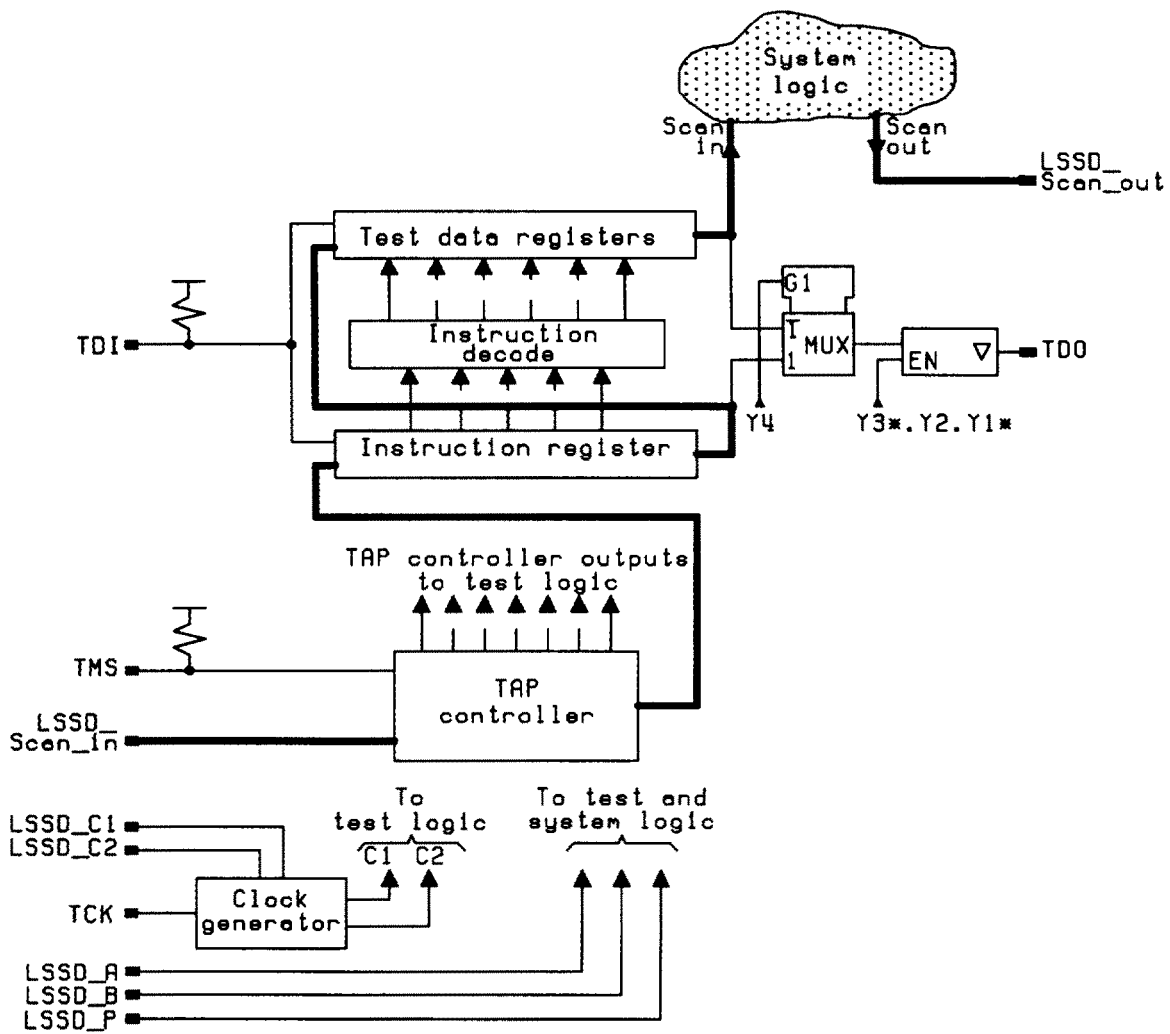 System
logic
Scan
in
Scan
out
LSSD_
Scan_out
Test data registers
G1
TDI
Instruction
decode
1
MUX
1
EN
TDO
Y4
Y3*.Y2.Y1*
Instruction register
TAP controller outputs
to test logic
TMS
TAP
controller
LSSD_
Scan_in
To
test logic
C1 C2
To test and
system logic
LSSD_C1
LSSD_C2
TCK
Clock
generator
LSSD_A
LSSD_B
LSSD_P